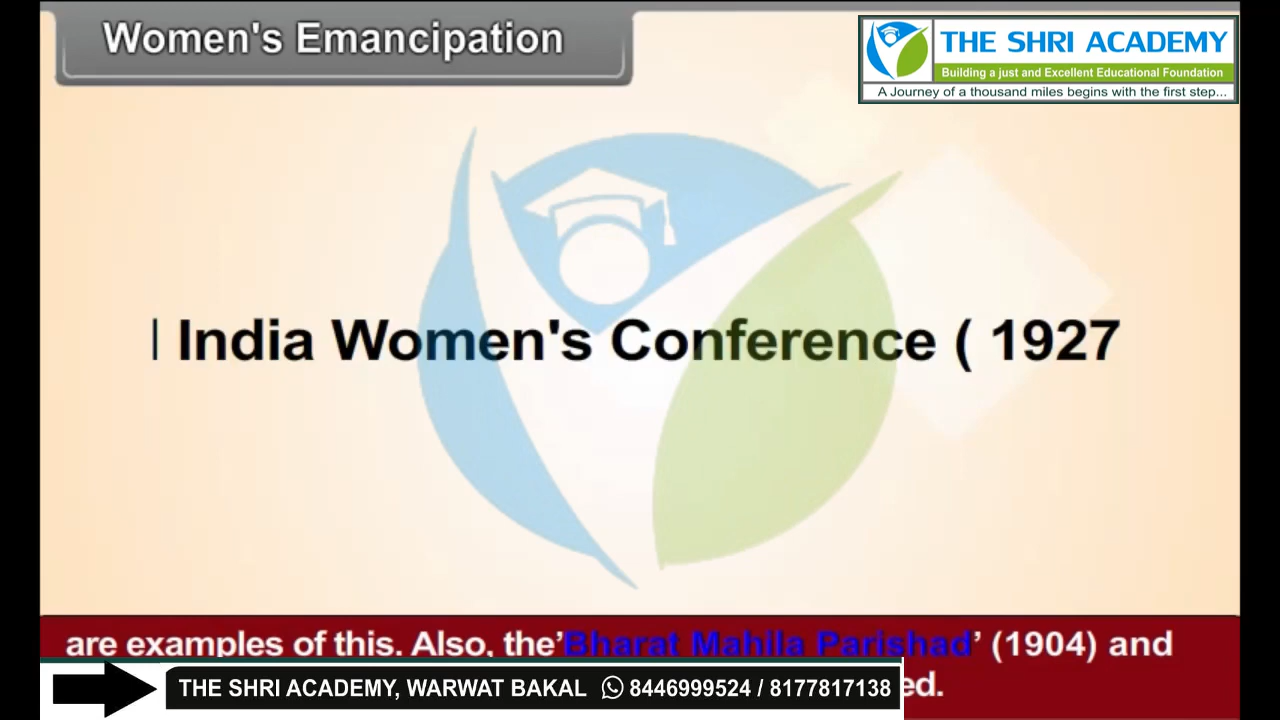 Women's Emancipation
THE SHRI ACADEMY
Building a just and Excellent Educational Foundation
A Journey of a thousand miles begins with the first step...
l India Women's Conference ( 1927
are examples of this. Also, the’Bharat Mahila Parishad’ (1904) and
ed.
THE SHRI ACADEMY, WARWAT BAKAL 8446999524 / 8177817138